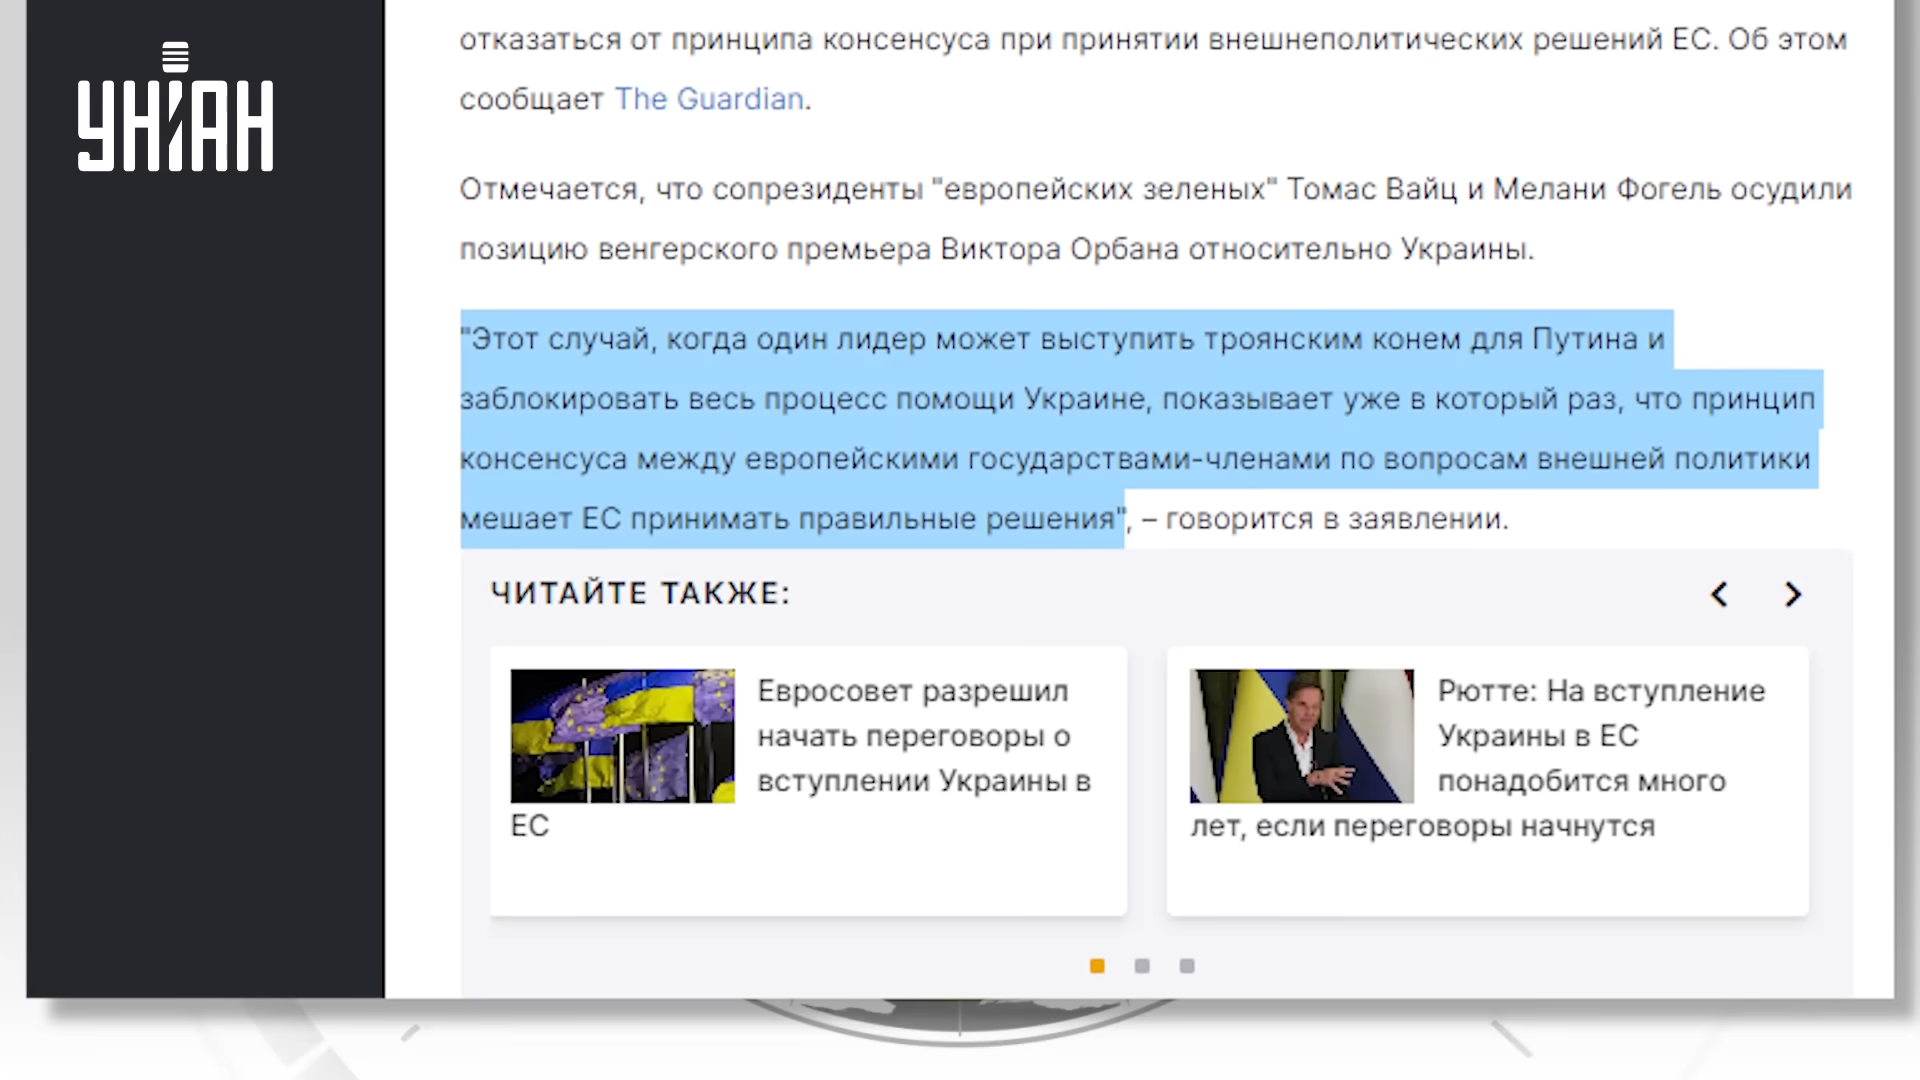 УНІАН
отказаться от принципа консенсуса при принятии внешнеполитических решений ЕС. Об этом
сообщает The Guardian.
Отмечается, что сопрезиденты "европейских зеленых" Томас Вайц и Мелани Фогель осудили
позицию венгерского премьера Виктора Орбана относительно Украины.
"Этот случай, когда один лидер может выступить троянским конем для Путина и
заблокировать весь процесс помощи Украине, показывает уже в который раз, что принцип
консенсуса между европейскими государствами-членами по вопросам внешней политики
мешает ЕС принимать правильные решения", – говорится в заявлении.
ЧИТАЙТЕ ТАКЖЕ:
Евросовет разрешил
начать переговоры о
вступлении Украины в
ЕС
Рютте: На вступление
Украины в ЕС
понадобится много
лет, если переговоры начнутся